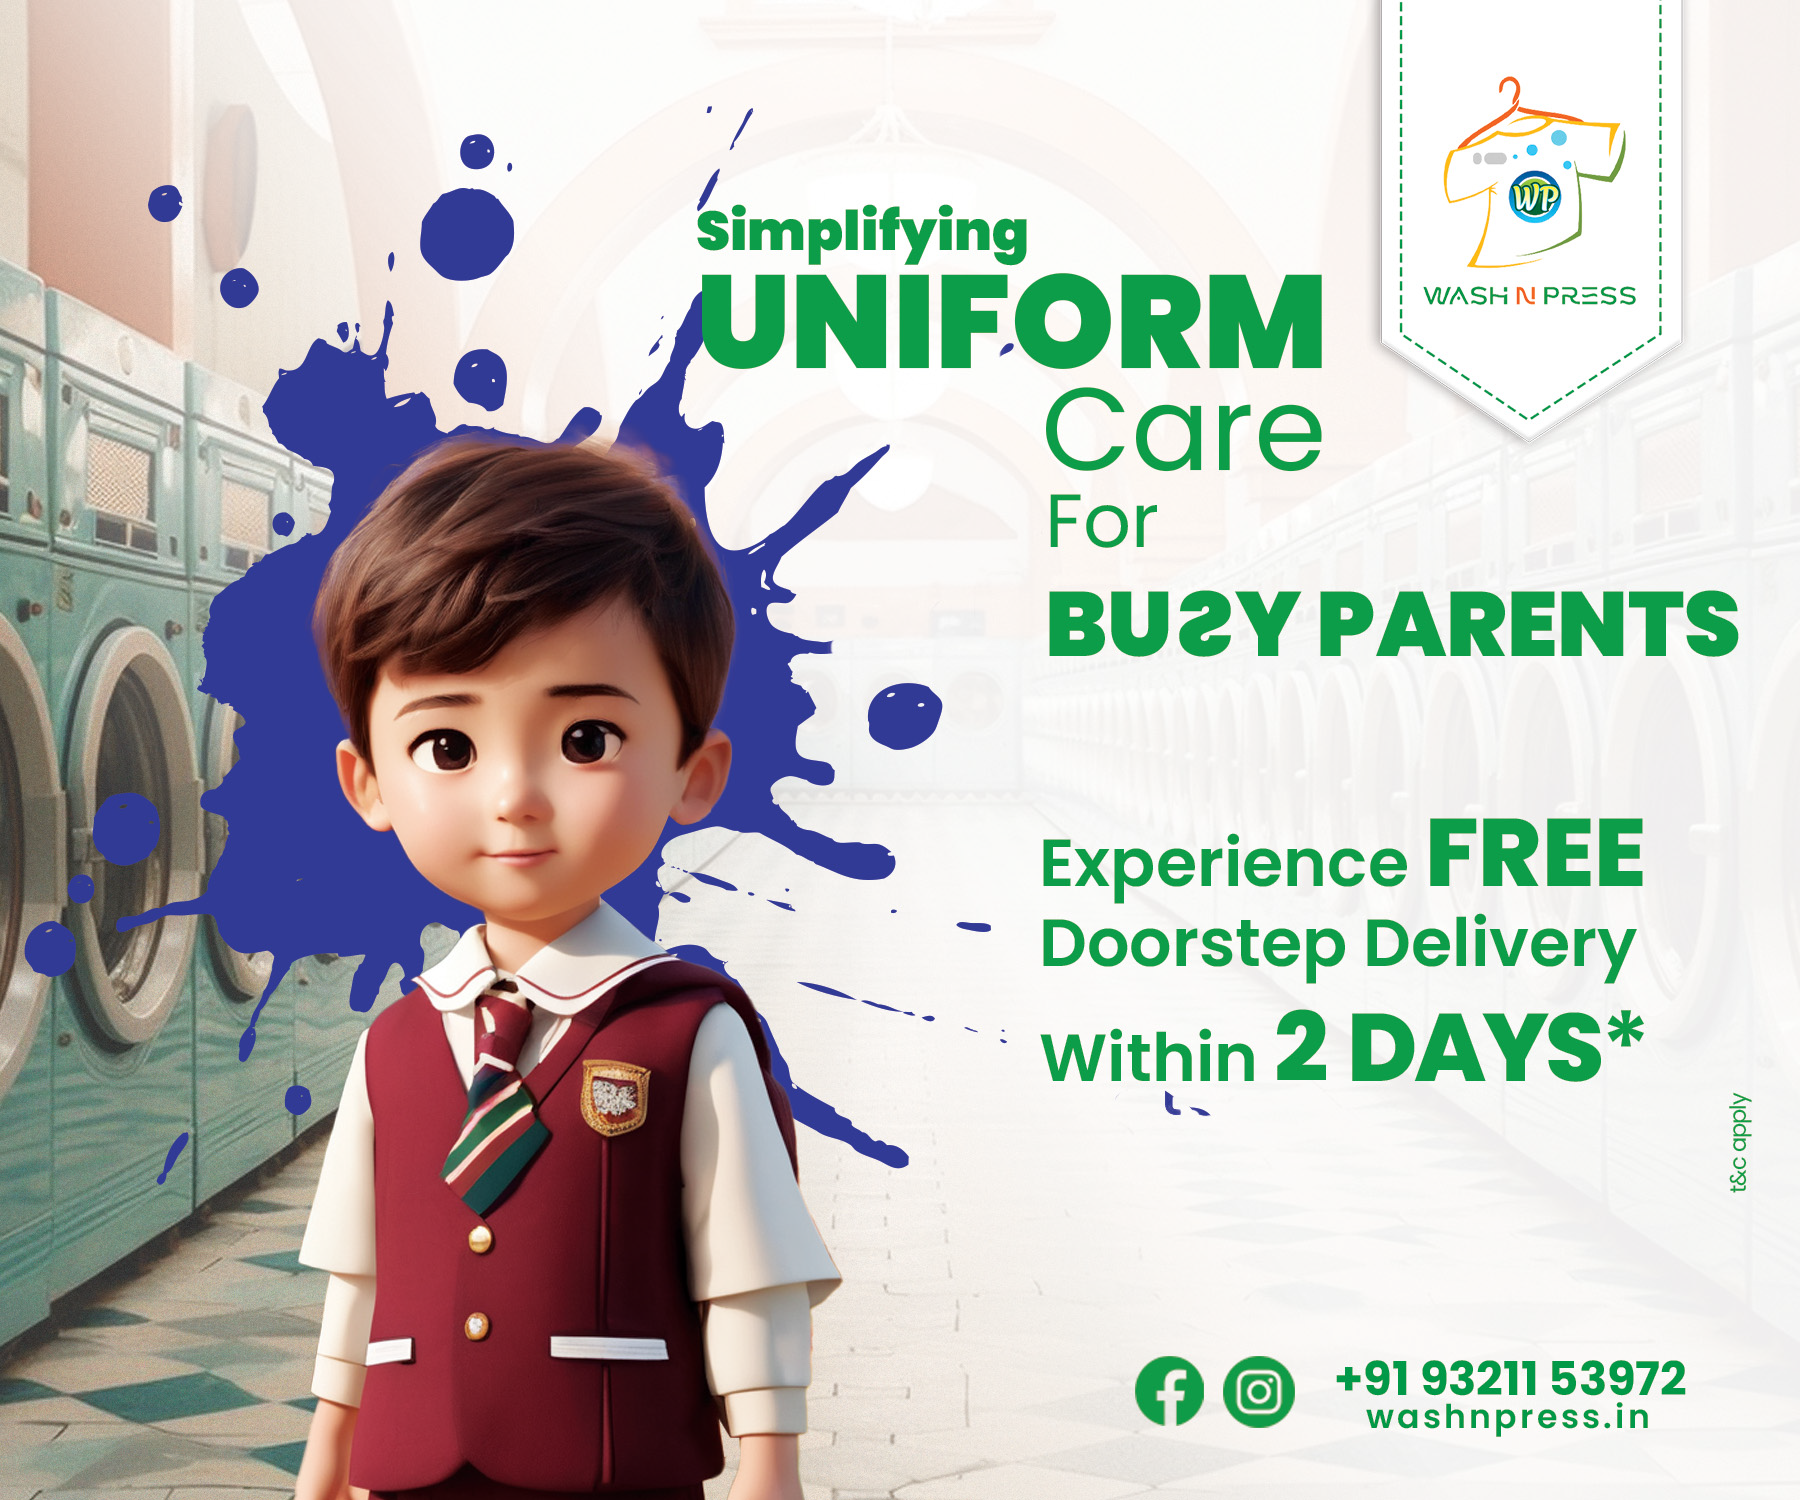 WP
WASH N PRESS
Simplifying
UNIFORM
Care
For
BUSY PARENTS
Experience FREE
Doorstep Delivery
Within 2 DAYS*
t&c apply
+91 93211 53972
washnpress.in